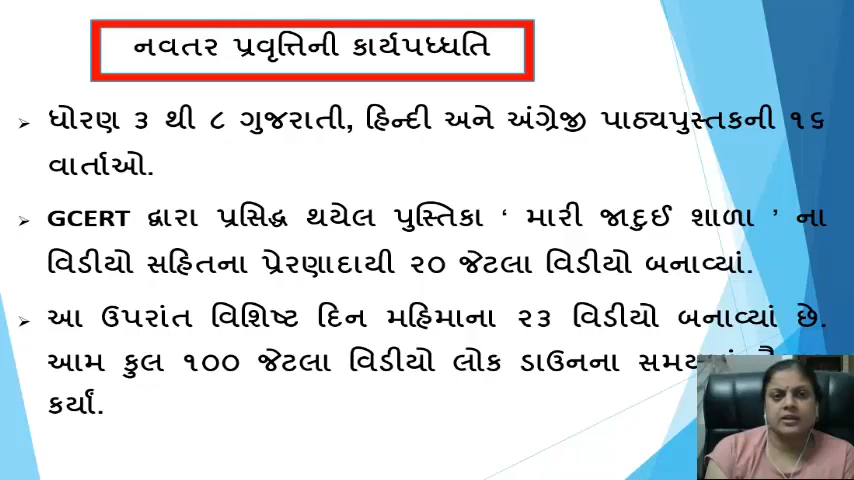 નવતર પ્રવૃત્તિની કાર્યપધ્ધતિ
ધોરણ ૩ થી ૮ ગુજરાતી, હિન્દી અને અંગ્રેજી પાઠ્યપુસ્તકની ૧૬
વાર્તાઓ.
GCERT દ્વારા પ્રસિદ્ધ થયેલ પુસ્તિકા ‘ મારી જાદુઈ શાળા ’ ના
વિડીયો સહિતના પ્રેરણાદાયી ૨૦ જેટલા વિડીયો બનાવ્યાં.
આ ઉપરાંત વિશિષ્ટ દિન મહિમાના ૨૩ વિડીયો બનાવ્યાં છે.
આમ કુલ ૧૦૦ જેટલા વિડીયો લોક ડાઉનના
કર્યાં.